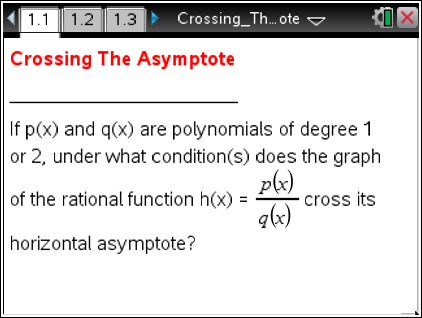 1.1 1.2 1.3 Crossing_Th...ote
Crossing The Asymptote
If p(x) and q(x) are polynomials of degree 1
or 2, under what condition(s) does the graph
of the rational function h(x) = p(x)/q(x) cross its
horizontal asymptote?